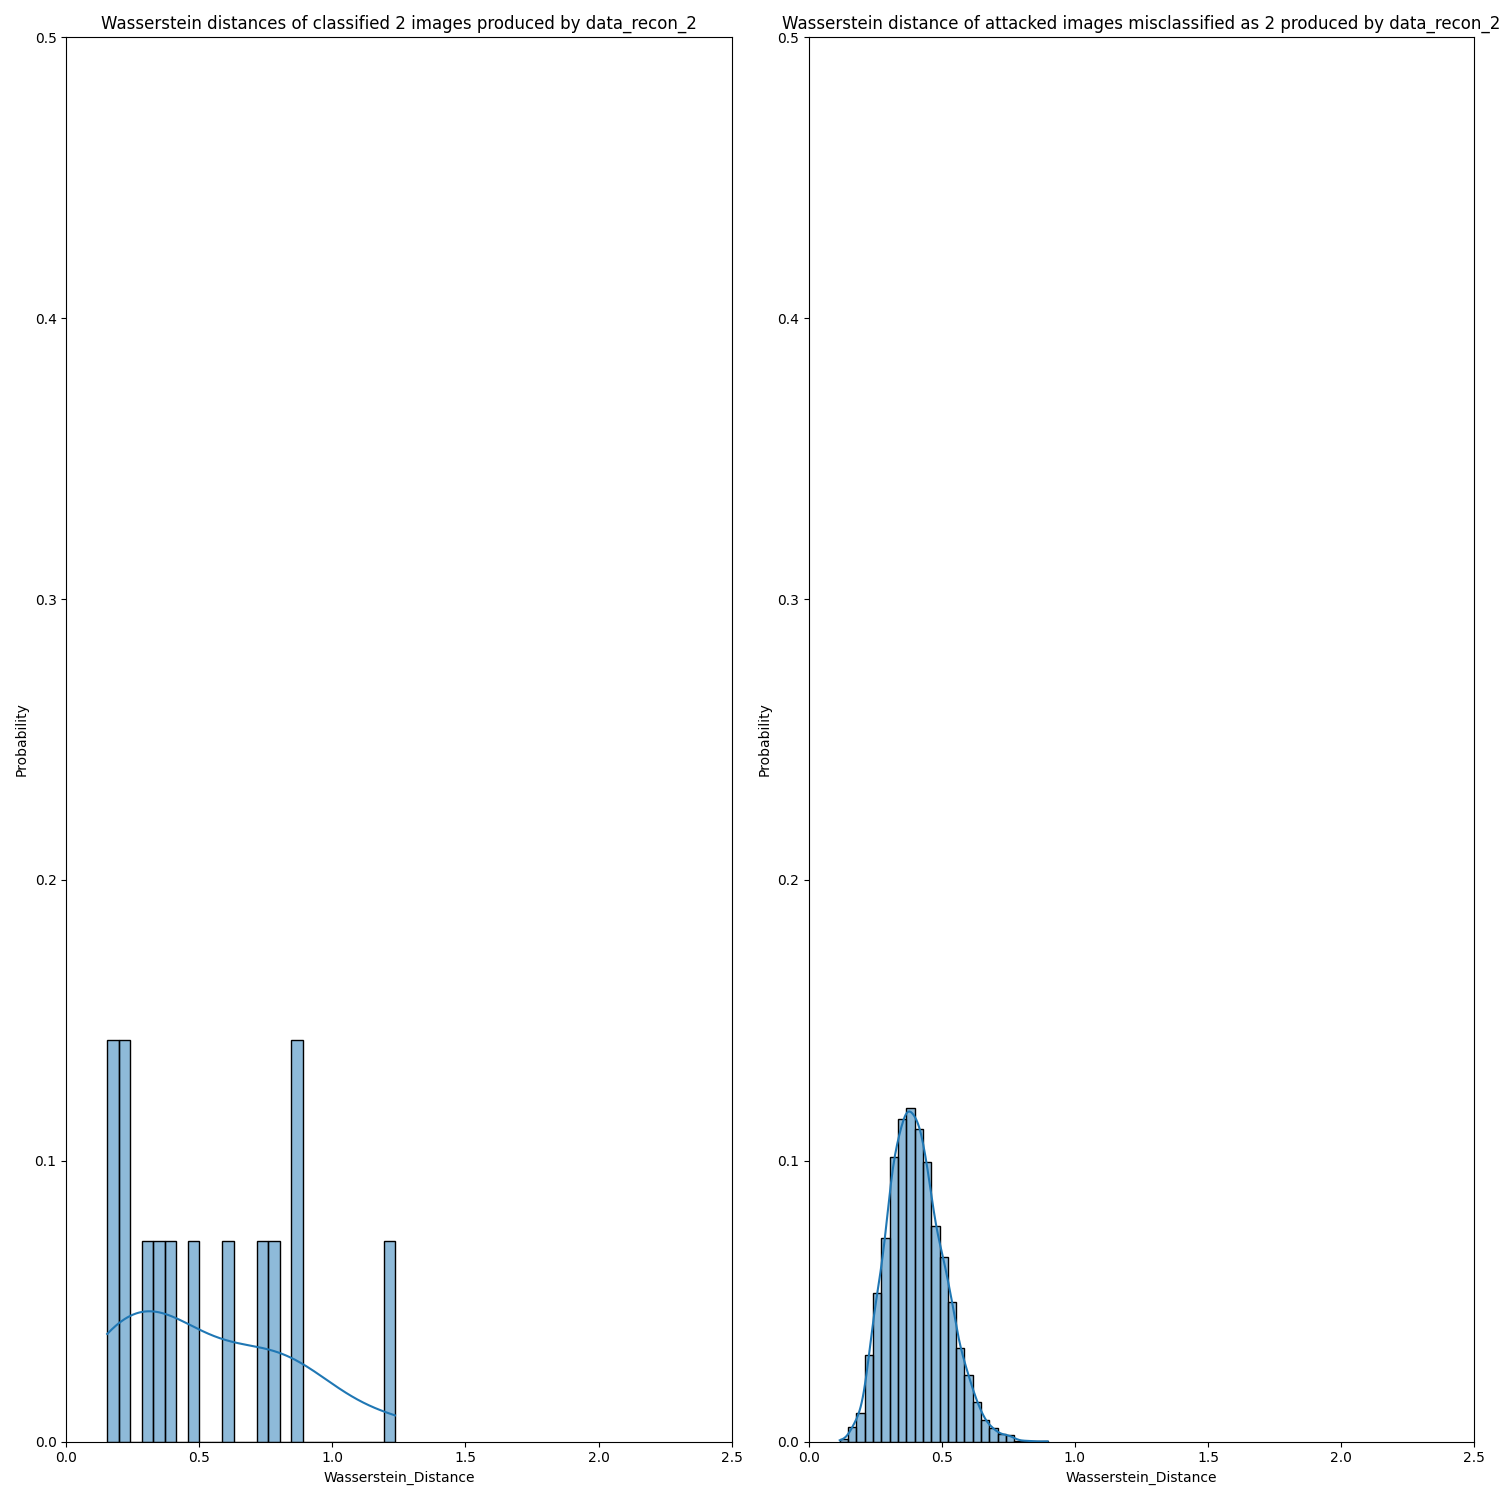 Wasserstein distances of classified 2 images produced by data_recon_2
0.5
0.4
0.3
0.2
0.1
0.0
Probability
0.0 0.5 1.0 1.5 2.0 2.5
Wasserstein_Distance
Wasserstein distance of attacked images misclassified as 2 produced by data_recon_2
0.5
0.4
0.3
0.2
0.1
0.0
Probability
0.0 0.5 1.0 1.5 2.0 2.5
Wasserstein_Distance